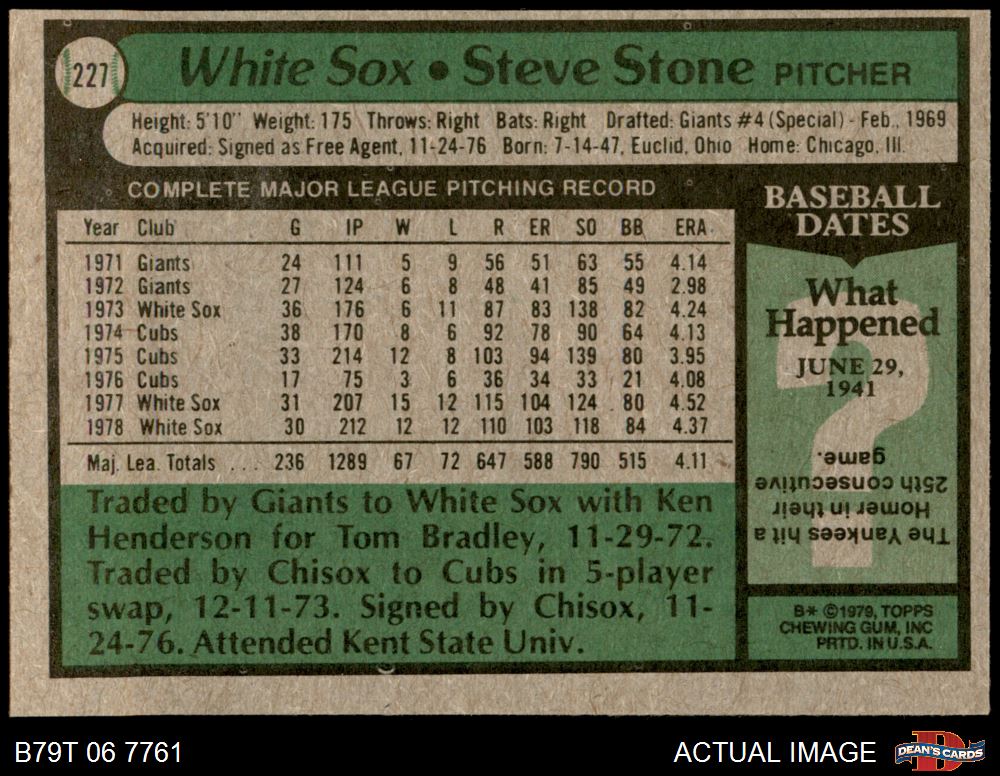 227 White Sox • Steve Stone PITCHER
Height: 5'10" Weight: 175 Throws: Right Bats: Right Drafted: Giants #4 (Special) - Feb., 1969
Acquired: Signed as Free Agent, 11-24-76 Born: 7-14-47, Euclid, Ohio Home: Chicago, Ill.
COMPLETE MAJOR LEAGUE PITCHING RECORD
Year Club G IP W L R ER SO BB ERA
1971 Giants 24 111 5 9 56 51 63 55 4.14
1972 Giants 27 124 6 8 48 41 85 49 2.98
1973 White Sox 36 176 6 11 87 83 138 82 4.24
1974 Cubs 38 170 8 6 92 78 90 64 4.13
1975 Cubs 33 214 12 8 103 94 139 80 3.95
1976 Cubs 17 75 3 6 36 34 33 21 4.08
1977 White Sox 31 207 15 12 115 104 124 80 4.52
1978 White Sox 30 212 12 12 110 103 118 84 4.37
Maj. Lea. Totals ... 236 1289 67 72 647 588 790 515 4.11
Traded by Giants to White Sox with Ken
Henderson for Tom Bradley, 11-29-72.
Traded by Chisox to Cubs in 5-player
swap, 12-11-73. Signed by Chisox, 11-
24-76. Attended Kent State Univ.
BASEBALL
DATES
What
Happened
JUNE 29,
1941
?
The Yankees hit a
Homer in their
25th consecutive
game.
B* ©1979, TOPPS
CHEWING GUM, INC
PRTD. IN U.S.A.
B79T 06 7761
ACTUAL IMAGE
DEAN'S CARDS